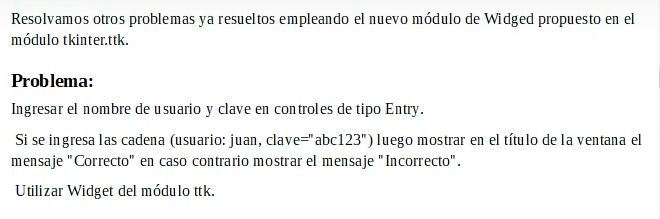 Resolvamos otros problemas ya resueltos empleando el nuevo módulo de Widged propuesto en el
módulo tkinter.ttk.
Problema:
Ingresar el nombre de usuario y clave en controles de tipo Entry.
Si se ingresa las cadena (usuario: juan, clave="abc123") luego mostrar en el título de la ventana el
mensaje "Correcto" en caso contrario mostrar el mensaje "Incorrecto".
Utilizar Widget del módulo ttk.